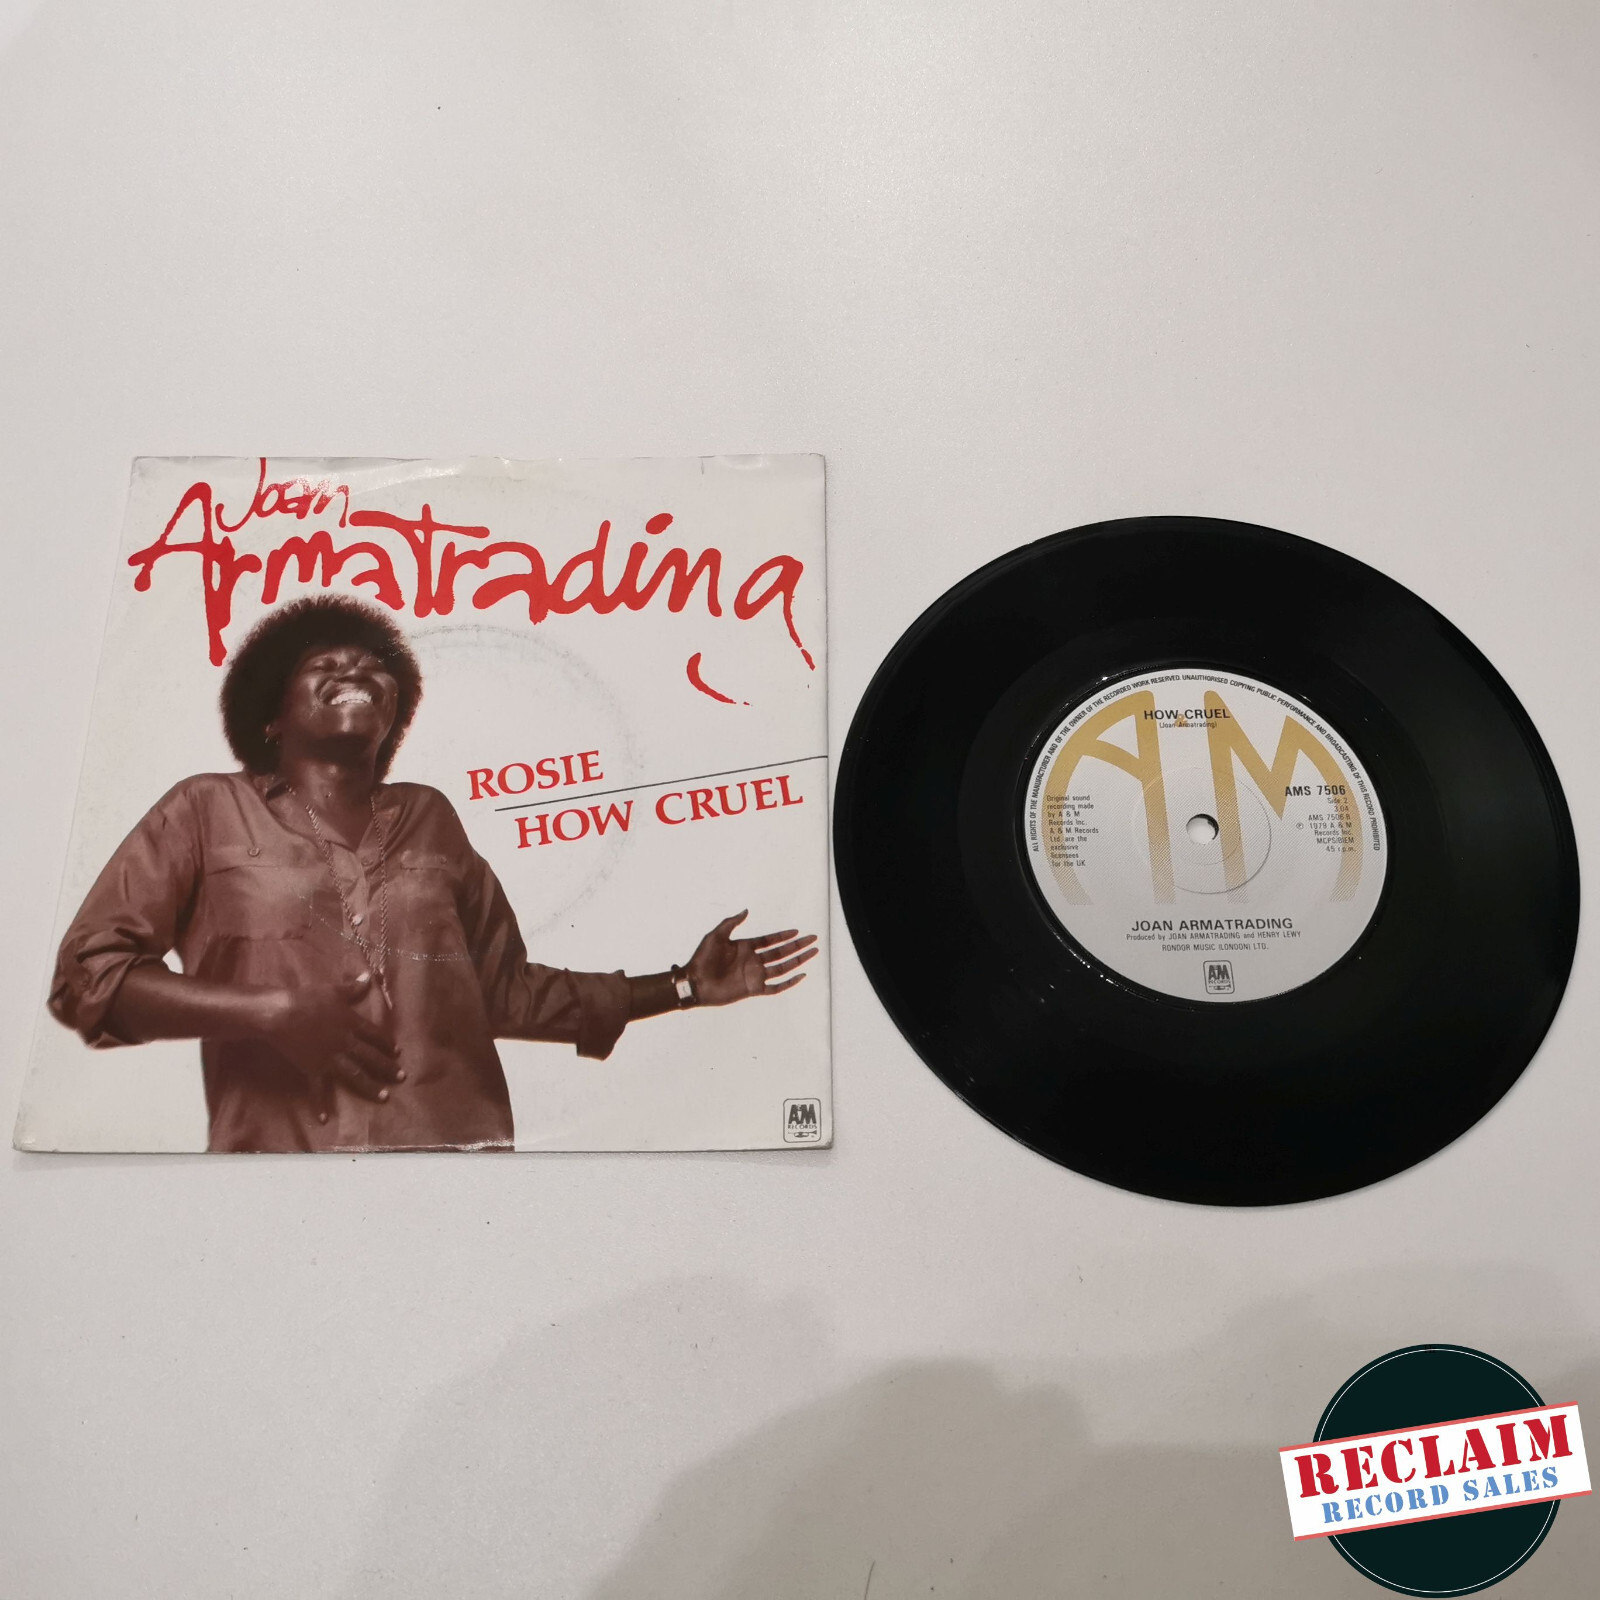 Joan
Armatrading
ROSIE
HOW CRUEL
A&M
RECORDS
ALL RIGHTS OF THE MANUFACTURER AND OF THE OWNER OF THE RECORDED WORK RESERVED. UNAUTHORISED COPYING PUBLIC PERFORMANCE AND BROADCASTING OF THIS RECORD PROHIBITED
A&M
HOW CRUEL
(Joan Armatrading)
Original sound
recording made
by A & M
Records Inc.
A & M Records
Ltd. are the
exclusive
licensees
for the UK
AMS 7506
Side 2
3.04
AMS 7506 B
℗ 1979 A & M
Records Inc.
MCPS/BIEM
45 r.p.m.
JOAN ARMATRADING
Produced by JOAN ARMATRADING and HENRY LEWY
RONDOR MUSIC (LONDON) LTD.
A&M
RECORDS
RECLAIM
RECORD SALES